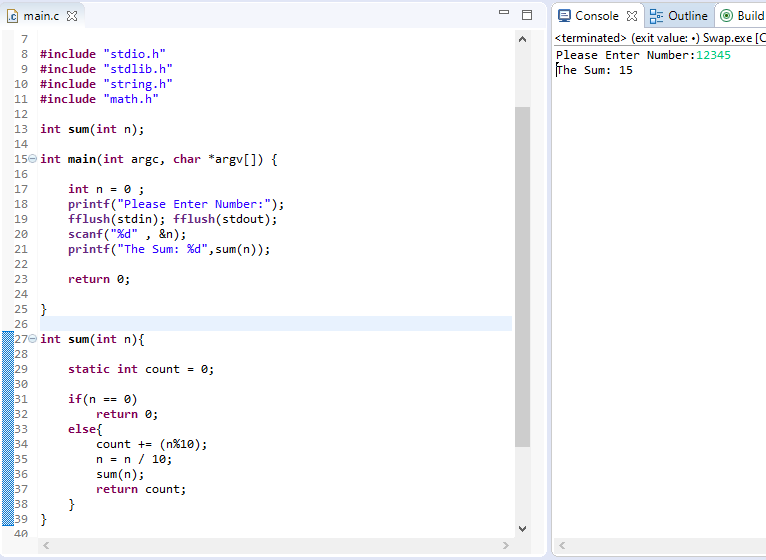 main.c
Console Outline Build
<terminated> (exit value: •) Swap.exe [C
Please Enter Number:12345
The Sum: 15
7
8 #include "stdio.h"
9 #include "stdlib.h"
10 #include "string.h"
11 #include "math.h"
12
13 int sum(int n);
14
15 int main(int argc, char *argv[]) {
16
17 int n = 0 ;
18 printf("Please Enter Number:");
19 fflush(stdin); fflush(stdout);
20 scanf("%d" , &n);
21 printf("The Sum: %d",sum(n));
22
23 return 0;
24
25 }
26
27 int sum(int n){
28
29 static int count = 0;
30
31 if(n == 0)
32 return 0;
33 else{
34 count += (n%10);
35 n = n / 10;
36 sum(n);
37 return count;
38 }
39 }
40